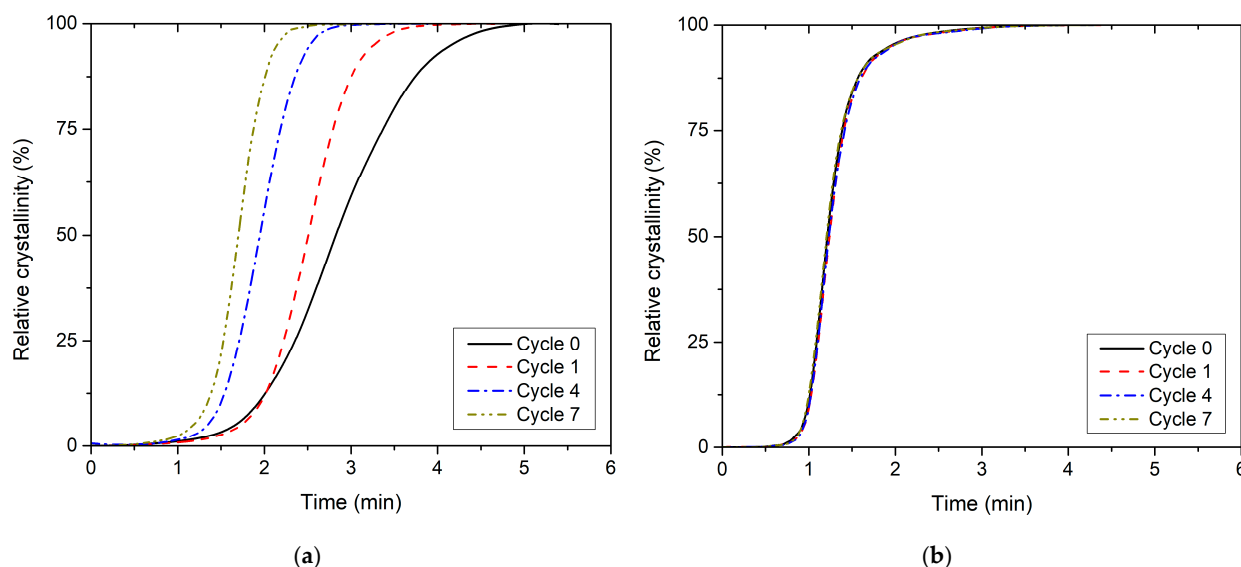 100
75
50
25
0
Relative crystallinity (%)
0 1 2 3 4 5 6
Time (min)
Cycle 0
Cycle 1
Cycle 4
Cycle 7
(a)
100
75
50
25
0
Relative crystallinity (%)
0 1 2 3 4 5 6
Time (min)
Cycle 0
Cycle 1
Cycle 4
Cycle 7
(b)